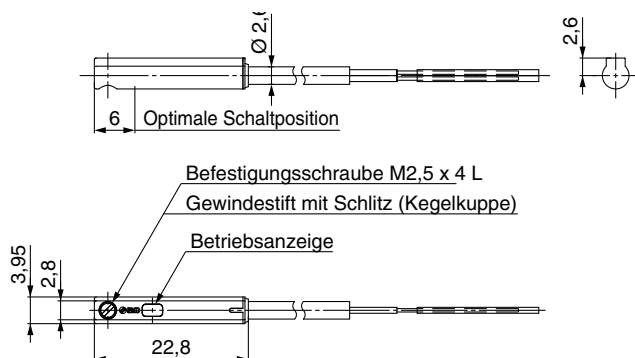 Ø 2,6
2,6
6
Optimale Schaltposition
Befestigungsschraube M2,5 x 4 L
Gewindestift mit Schlitz (Kegelkuppe)
Betriebsanzeige
3,95
2,8
22,8